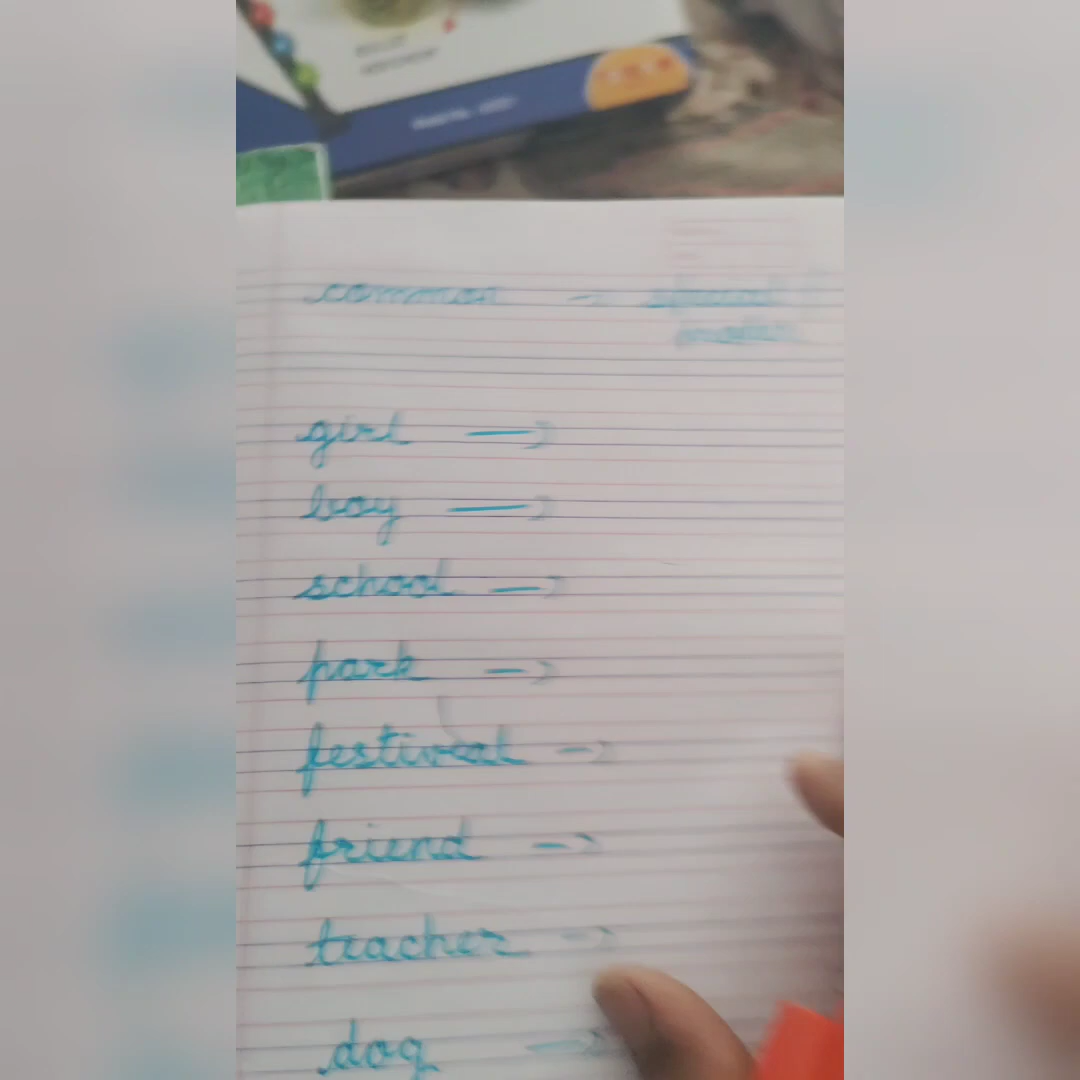 common →
girl →
boy →
school →
park →
festival →
friend →
teacher →
dog →